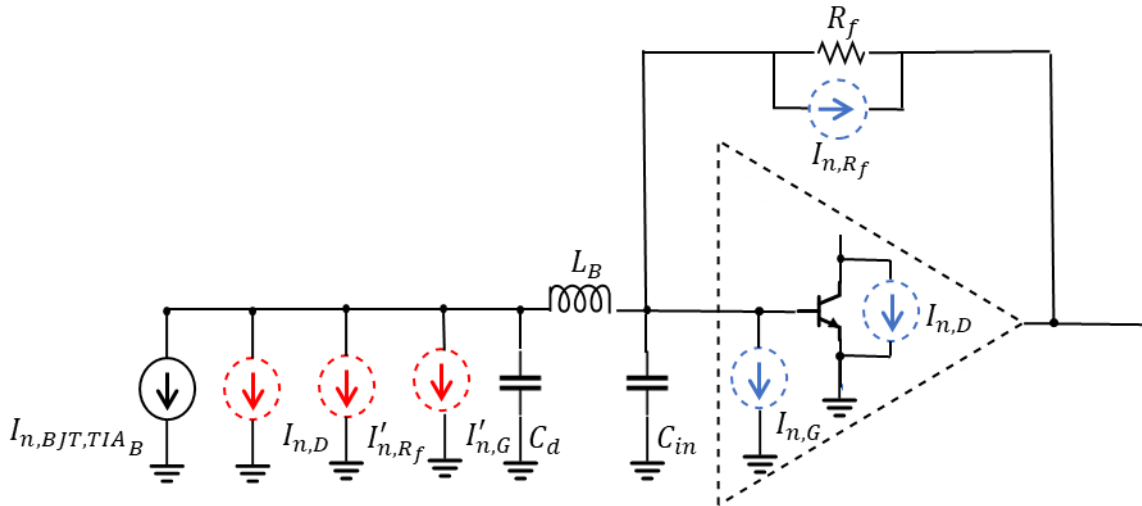 R_f
I_{n,R_f}
L_B
I_{n,D}
I_{n,BJT,TIA_B}
I_{n,D}
I'_{n,R_f}
I'_{n,G}
C_d
C_{in}
I_{n,G}